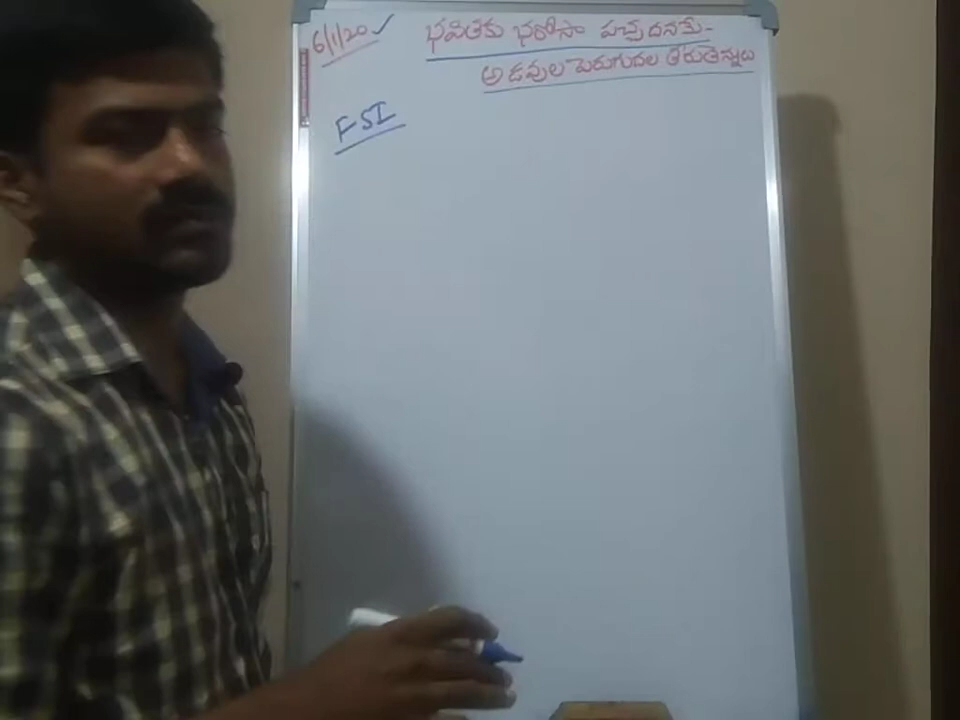 6/1/20 ✓ భవితకు భరోసా పచ్చదనమే-
అడవుల పెరుగుదల తీరుతెన్నులు
FSI